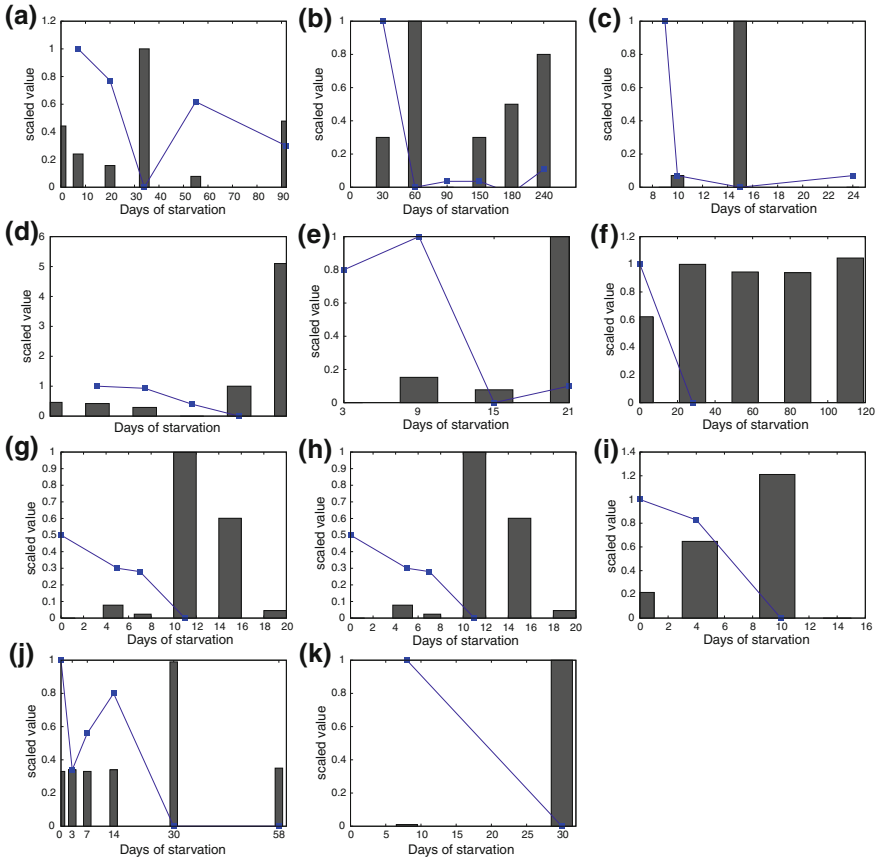 (a) (b) (c)
scaled value
1.2
1
0.8
0.6
0.4
0.2
0
0 10 20 30 40 50 60 70 80 90
Days of starvation
scaled value
1
0.8
0.6
0.4
0.2
0
0 30 60 90 150 180 240
Days of starvation
scaled value
1
0.8
0.6
0.4
0.2
0
8 10 12 14 16 18 20 22 24
Days of starvation
(d) (e) (f)
scaled value
6
5
4
3
2
1
0
Days of starvation
scaled value
1
0.8
0.6
0.4
0.2
0
3 9 15 21
Days of starvation
scaled value
1.2
1
0.8
0.6
0.4
0.2
0
0 20 40 60 80 100 120
Days of starvation
(g) (h) (i)
scaled value
1
0.9
0.8
0.7
0.6
0.5
0.4
0.3
0.2
0.1
0
0 2 4 6 8 10 12 14 16 18 20
Days of starvation
scaled value
1
0.9
0.8
0.7
0.6
0.5
0.4
0.3
0.2
0.1
0
0 2 4 6 8 10 12 14 16 18 20
Days of starvation
scaled value
1.4
1.2
1
0.8
0.6
0.4
0.2
0
0 2 4 6 8 10 12 14 16
Days of starvation
(j) (k)
scaled value
1
0.8
0.6
0.4
0.2
0
0 3 7 14 30 58
Days of starvation
scaled value
1
0.8
0.6
0.4
0.2
0
0 5 10 15 20 25 30
Days of starvation